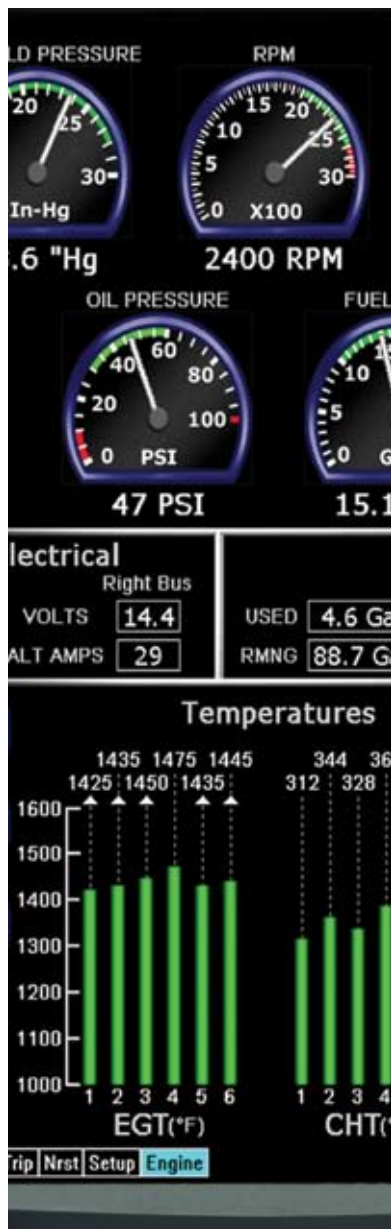 LD PRESSURE
RPM
20
25
30
In-Hg
0
5
10
15
20
25
30
X100
.6 "Hg
2400 RPM
OIL PRESSURE
FUEL
0
20
40
60
80
100
PSI
0
5
10
15
G
47 PSI
15.1
lectrical
Right Bus
VOLTS 14.4
USED 4.6 Ga
ALT AMPS 29
RMNG 88.7 Ga
Temperatures
1435 1475 1445
344 36
1425 1450 1435
312 328
1600
1500
1400
1300
1200
1100
1000
1 2 3 4 5 6
1 2 3 4
EGT(°F)
CHT(°
Trip Nrst Setup Engine